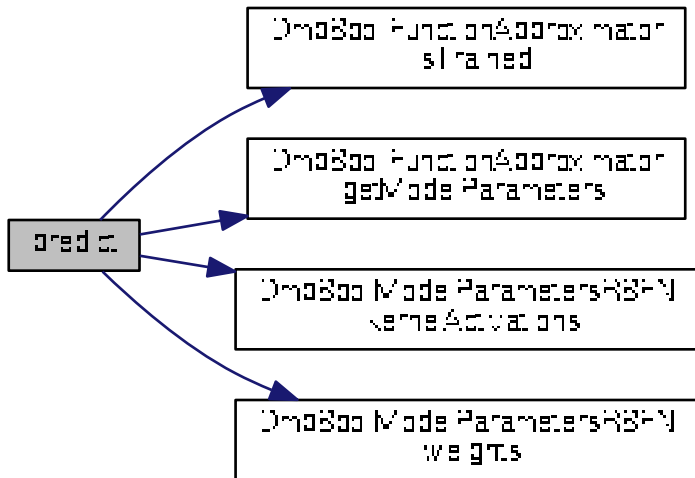 predict
DmpBbo::FunctionApproximator
::isTrained
DmpBbo::FunctionApproximator
::getModelParameters
DmpBbo::ModelParametersRBFN
::kernelActivations
DmpBbo::ModelParametersRBFN
::weights